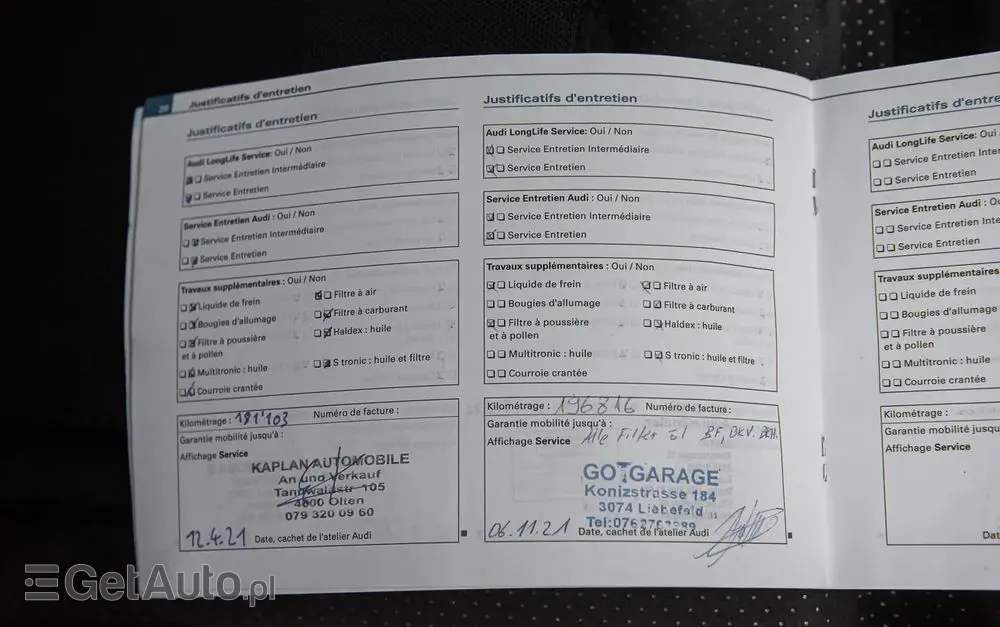 20 Justificatifs d'entretien
Justificatifs d'entretien
Audi LongLife Service: Oui / Non
Service Entretien Intermédiaire
Service Entretien
Service Entretien Audi : Oui / Non
Service Entretien Intermédiaire
Service Entretien
Travaux supplémentaires : Oui / Non
Liquide de frein
Filtre à air
Bougies d'allumage
Filtre à carburant
Filtre à poussière
et à pollen
Haldex : huile
Multitronic : huile
S tronic : huile et filtre
Courroie crantée
Kilométrage : 181'103 Numéro de facture :
Garantie mobilité jusqu'à :
Affichage Service
KAPLAN AUTOMOBILE
An und Verkauf
105
4600 Olten
079 320 09 60
12.4.21 Date, cachet de l'atelier Audi
Justificatifs d'entretien
Audi LongLife Service: Oui / Non
Service Entretien Intermédiaire
Service Entretien
Service Entretien Audi : Oui / Non
Service Entretien Intermédiaire
Service Entretien
Travaux supplémentaires : Oui / Non
Liquide de frein
Filtre à air
Bougies d'allumage
Filtre à carburant
Filtre à poussière
et à pollen
Haldex : huile
Multitronic : huile
S tronic : huile et filtre
Courroie crantée
Kilométrage : 196816 Numéro de facture :
Garantie mobilité jusqu'à :
Affichage Service Alle Filter
GO GARAGE
Konizstrasse 184
3074 Liebefeld
06.11.21 Date, cachet de l'atelier Audi
Justificatifs d'entre
Audi LongLife Service: Oui
Service Entretien Inter
Service Entretien
Service Entretien Audi : O
Service Entretien Inte
Service Entretien
Travaux supplémentaires
Liquide de frein
Bougies d'allumage
Filtre à poussière
et à pollen
Multitronic : huile
Courroie crantée
Kilométrage :
Garantie mobilité jusqu'
Affichage Service
Dat
GetAuto.pl